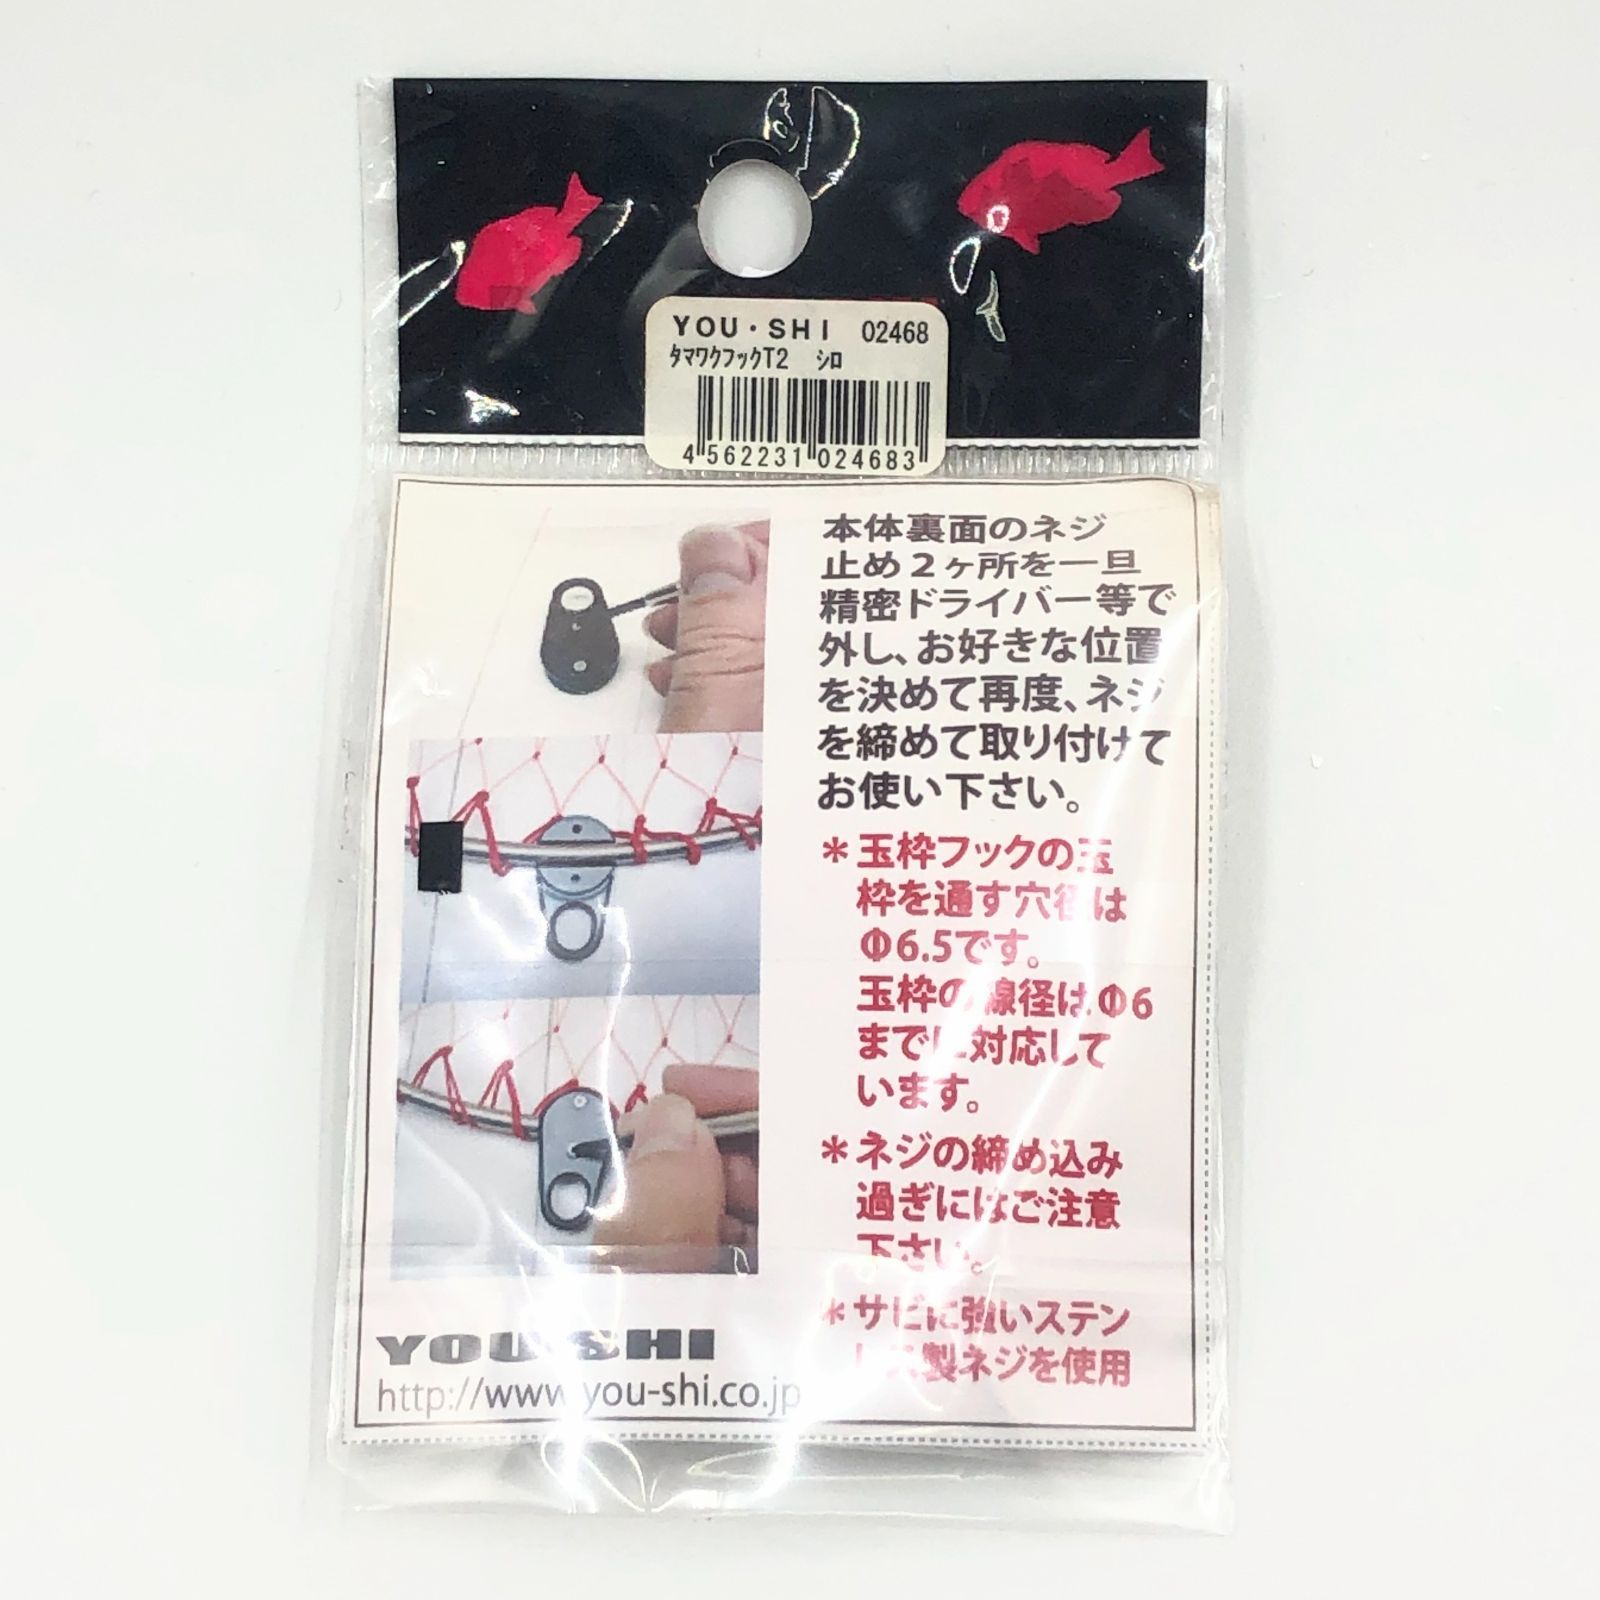 YOU・SHI 02468
ﾀﾏﾜｸﾌｯｸT2 ｼﾛ
4 562231 024683
本体裏面のネジ
止め２ヶ所を一旦
精密ドライバー等で
外し、お好きな位置
を決めて再度、ネジ
を締めて取り付けて
お使い下さい。
＊玉枠フックの玉
枠を通す穴径は
Φ6.5です。
玉枠の線径はΦ6
までに対応して
います。
＊ネジの締め込み
過ぎにはご注意
下さい。
＊サビに強いステン
レス製ネジを使用
YOU・SHI
http://www.you-shi.co.jp